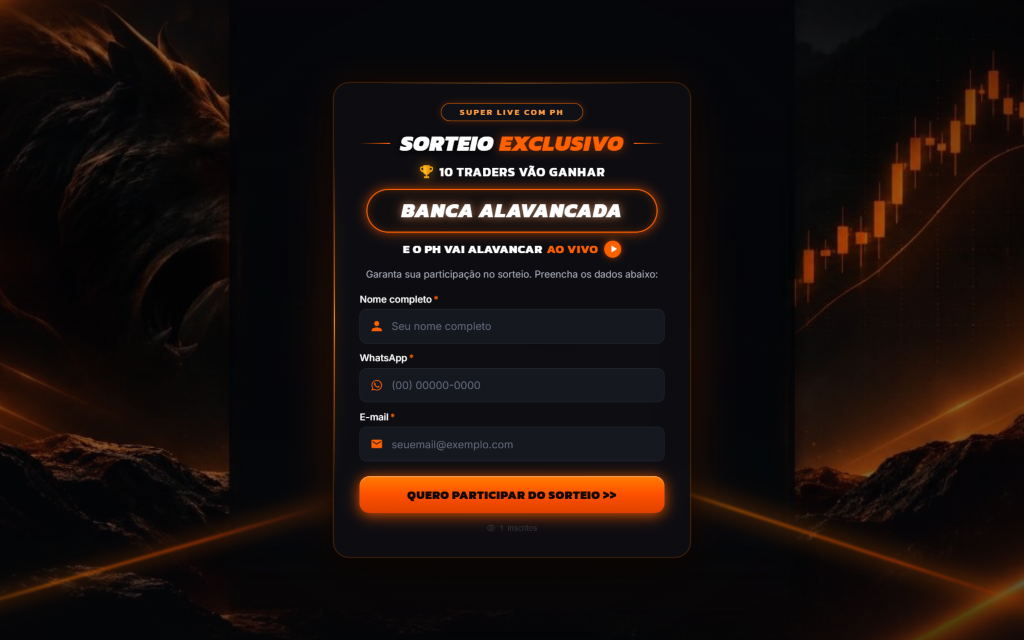 SUPER LIVE COM PH
SORTEIO EXCLUSIVO
10 TRADERS VÃO GANHAR
BANCA ALAVANCADA
E O PH VAI ALAVANCAR AO VIVO
Garanta sua participação no sorteio. Preencha os dados abaixo:
Nome completo *
Seu nome completo
WhatsApp *
(00) 00000-0000
E-mail *
seuemail@exemplo.com
QUERO PARTICIPAR DO SORTEIO >>
1 inscritos